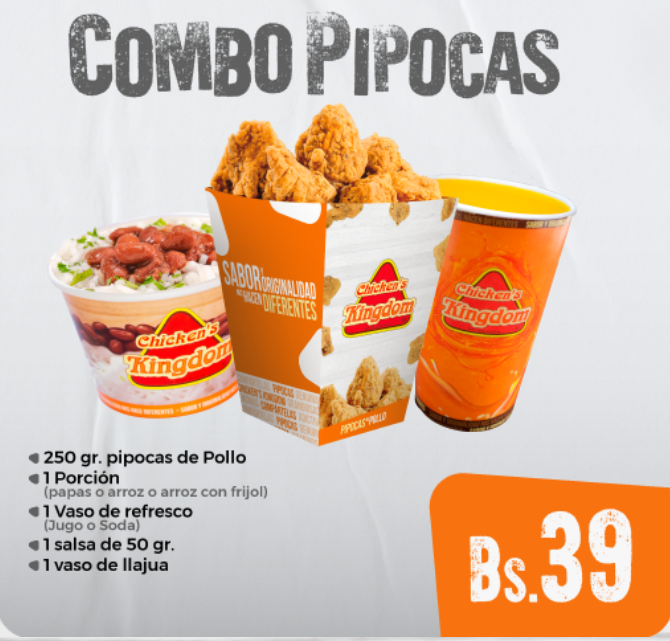 COMBO PIPOCAS
SABOR Y ORIGINALIDAD
NOS HACEN DIFERENTES
Chicken's
Kingdom
Chicken's
Kingdom
Chicken's
Kingdom
PIPOCAS DE POLLO
250 gr. pipocas de Pollo
1 Porción
(papas o arroz o arroz con frijol)
1 Vaso de refresco
(Jugo o Soda)
1 salsa de 50 gr.
1 vaso de llajua
Bs.39